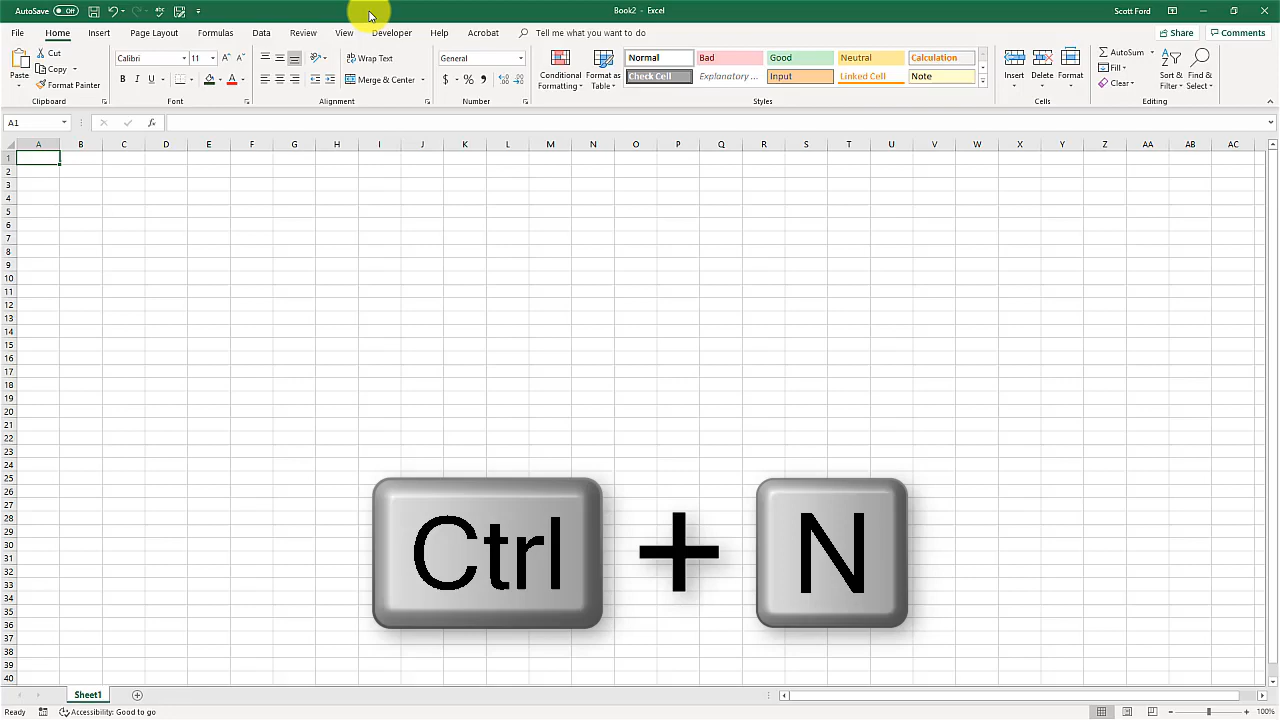 AutoSave Off
Book2 - Excel
Scott Ford
File Home Insert Page Layout Formulas Data Review View Developer Help Acrobat Tell me what you want to do Share Comments
Paste
Cut
Copy
Format Painter
Clipboard
Calibri 11
B I U A
Font
ab
Wrap Text
Merge & Center
Alignment
General
$ % ,
Number
Conditional Formatting
Format as Table
Normal Bad Good Neutral Calculation
Check Cell Explanatory ... Input Linked Cell Note
Styles
Insert Delete Format
Cells
AutoSum
Fill
Clear
Sort & Filter
Find & Select
Editing
A1 fx
A B C D E F G H I J K L M N O P Q R S T U V W X Y Z AA AB AC
1
2
3
4
5
6
7
8
9
10
11
12
13
14
15
16
17
18
19
20
21
22
23
24
25
26
27
28
29
30
31
32
33
34
35
36
37
38
39
40
Ctrl + N
Sheet1
Ready Accessibility: Good to go 100%